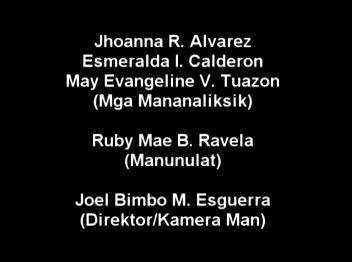 Jhoanna R. Alvarez
Esmeralda I. Calderon
May Evangeline V. Tuazon
(Mga Mananaliksik)
Ruby Mae B. Ravela
(Manunulat)
Joel Bimbo M. Esguerra
(Direktor/Kamera Man)